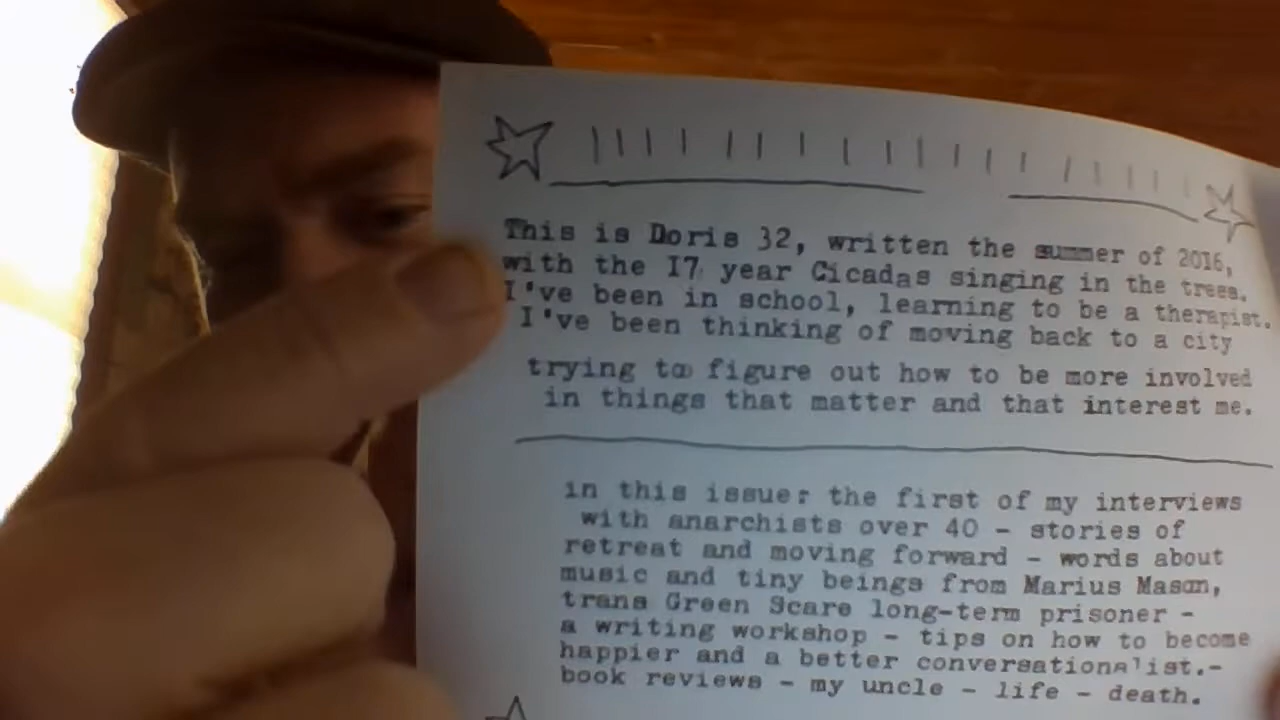 This is Doris 32, written the summer of 2016,
with the I7 year Cicadas singing in the trees.
I've been in school, learning to be a therapist.
I've been thinking of moving back to a city
trying to figure out how to be more involved
in things that matter and that interest me.
in this issue: the first of my interviews
with anarchists over 40 - stories of
retreat and moving forward - words about
music and tiny beings from Marius Mason,
trans Green Scare long-term prisoner -
a writing workshop - tips on how to become
happier and a better conversationalist.-
book reviews - my uncle - life - death.